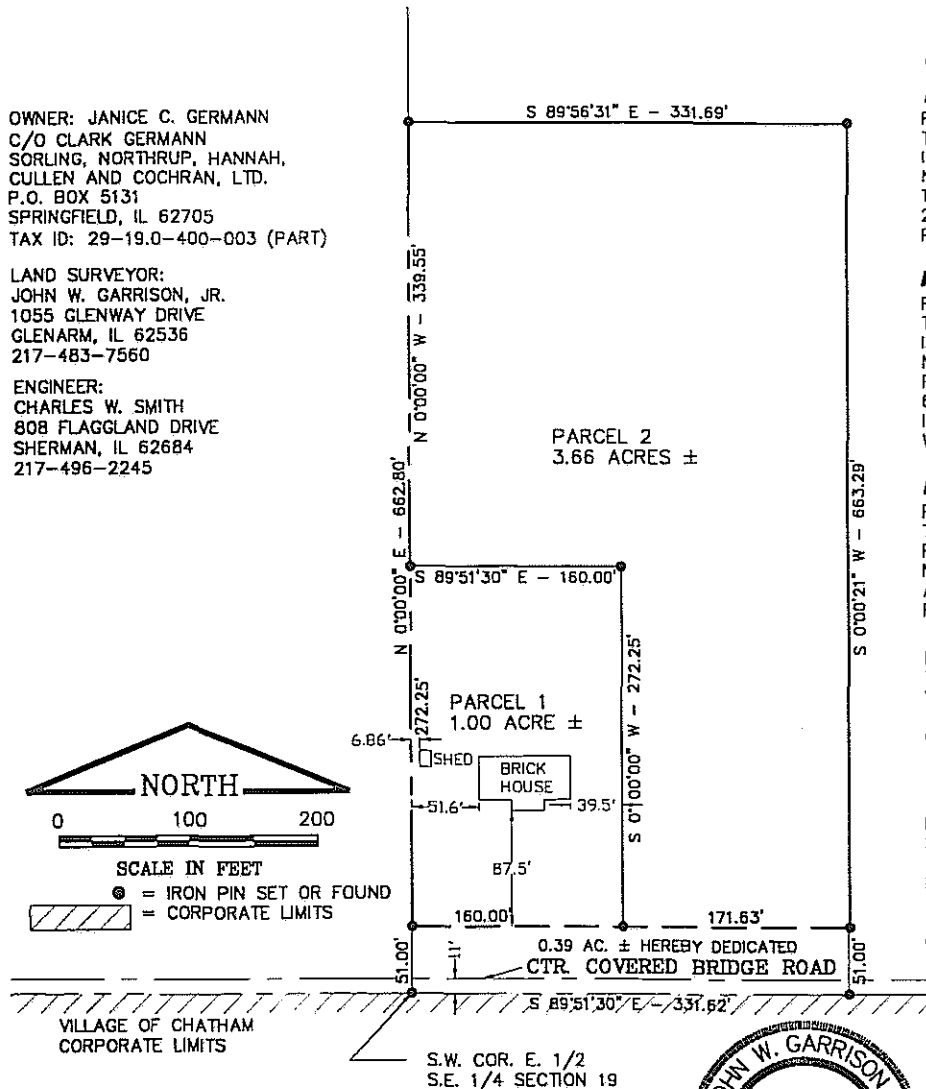 OWNER: JANICE C. GERMANN
C/O CLARK GERMANN
SORLING, NORTHRUP, HANNAH,
CULLEN AND COCHRAN, LTD.
P.O. BOX 5131
SPRINGFIELD, IL 62705
TAX ID: 29-19.0-400-003 (PART)
LAND SURVEYOR:
JOHN W. GARRISON, JR.
1055 GLENWAY DRIVE
GLENARM, IL 62536
217-483-7560
ENGINEER:
CHARLES W. SMITH
808 FLAGGLAND DRIVE
SHERMAN, IL 62684
217-496-2245
S 89°56'31" E - 331.69'
N 0°00'00" W - 339.55'
N 0°00'00" E - 662.80'
PARCEL 2
3.66 ACRES ±
S 0°00'21" W - 663.29'
S 89°51'30" E - 160.00'
272.25'
S 0°00'00" W - 272.25'
PARCEL 1
1.00 ACRE ±
6.86'
SHED
BRICK
HOUSE
51.6'
39.5'
87.5'
NORTH
0 100 200
SCALE IN FEET
= IRON PIN SET OR FOUND
= CORPORATE LIMITS
160.00'
171.63'
51.00'
11'
0.39 AC. ± HEREBY DEDICATED
CTR. COVERED BRIDGE ROAD
51.00'
S 89°51'30" E - 331.62'
VILLAGE OF CHATHAM
CORPORATE LIMITS
S.W. COR. E. 1/2
S.E. 1/4 SECTION 19
JOHN W. GARRISON